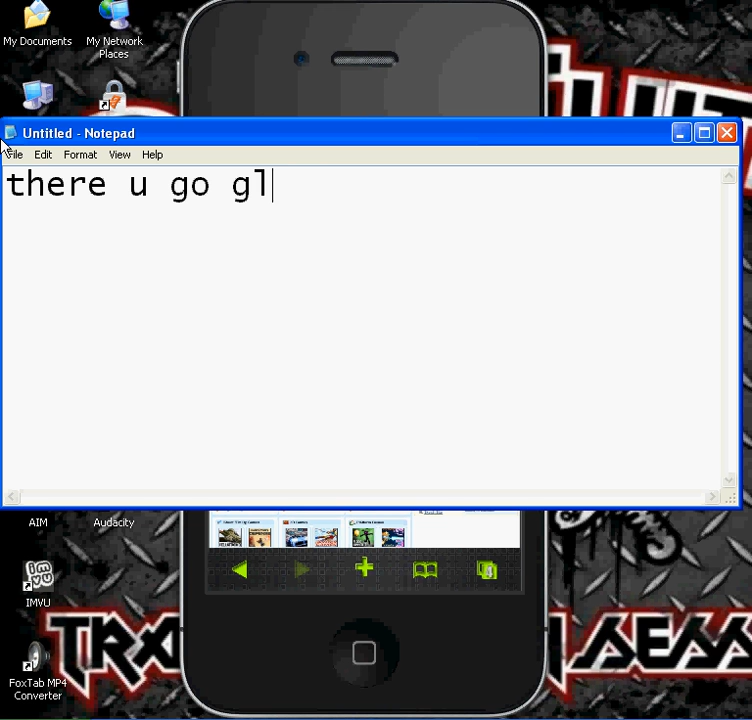 My Documents
My Network
Places
Untitled - Notepad
File Edit Format View Help
there u go gl
AIM
Audacity
IMVU
FoxTab MP4
Converter